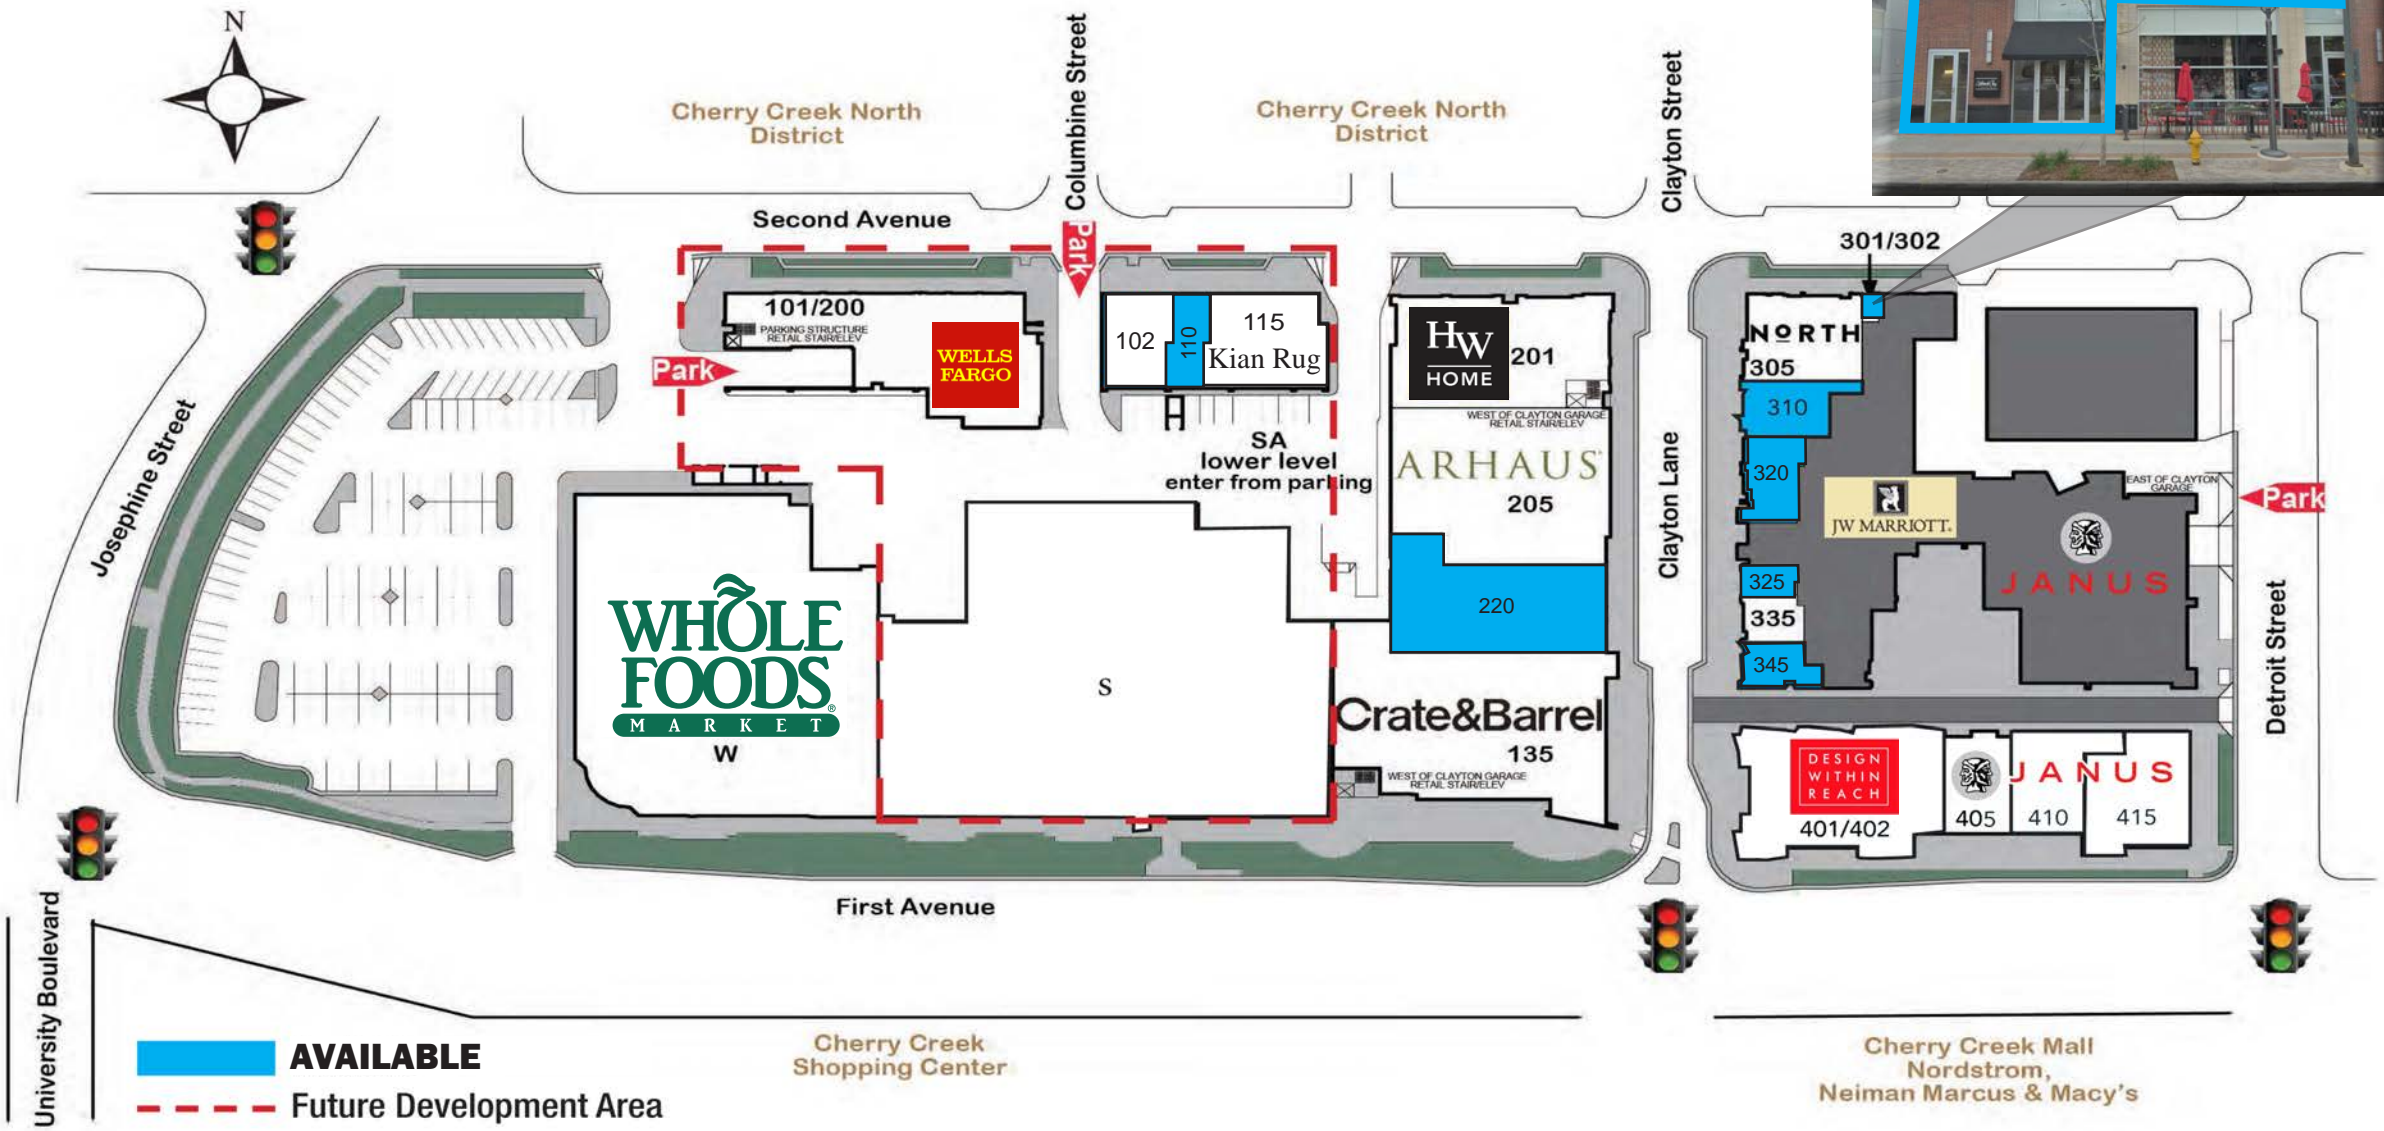 N
Columbine Street
Clayton Street
Cherry Creek North
District
Cherry Creek North
District
Second Avenue
Park
301/302
101/200
PARKING STRUCTURE
RETAIL STAIR/ELEV
WELLS
FARGO
Park
102
110
115
Kian Rug
HW
HOME
201
WEST OF CLAYTON GARAGE
RETAIL STAIR/ELEV
NORTH
305
310
320
SA
lower level
enter from parking
ARHAUS
205
Clayton Lane
Josephine Street
JW MARRIOTT®
EAST OF CLAYTON
GARAGE
Park
JANUS
325
335
345
220
WHOLE
FOODS
MARKET
®
W
S
Crate&Barrel
135
WEST OF CLAYTON GARAGE
RETAIL STAIR/ELEV
Detroit Street
DESIGN
WITHIN
REACH
401/402
JANUS
405
410
415
First Avenue
University Boulevard
AVAILABLE
Future Development Area
Cherry Creek
Shopping Center
Cherry Creek Mall
Nordstrom,
Neiman Marcus & Macy's